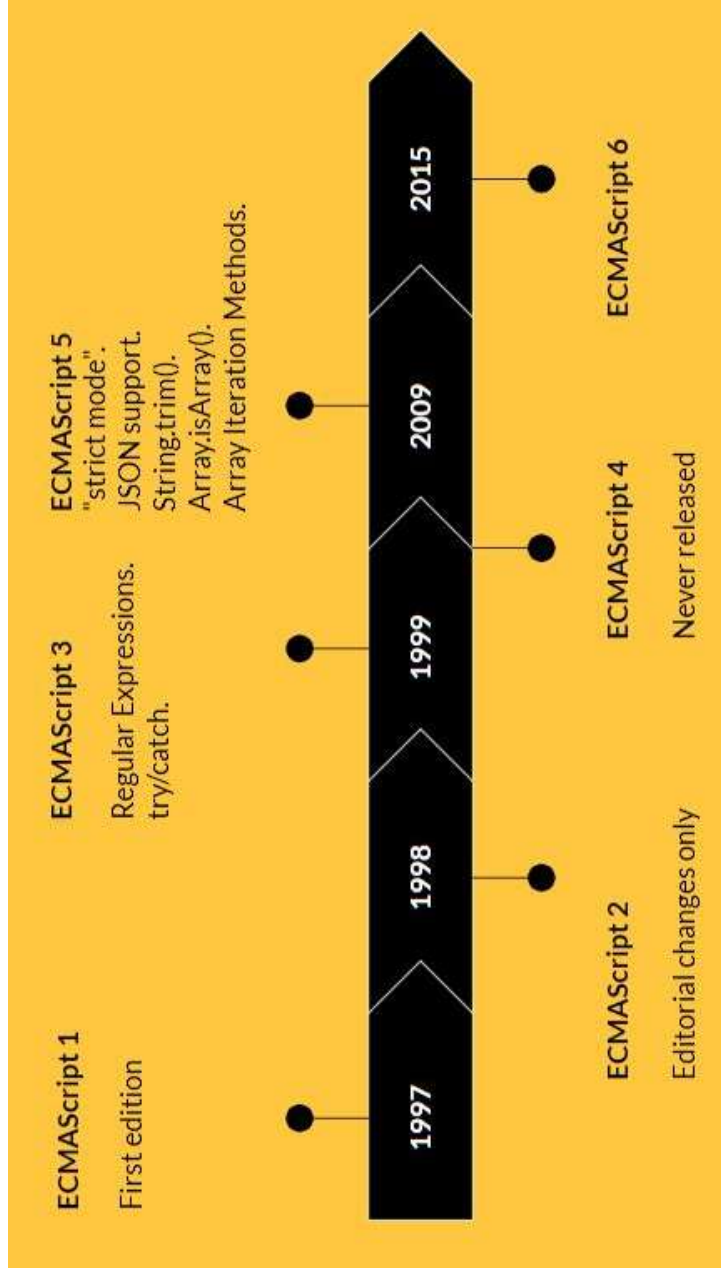 ECMAScript 1
First edition
ECMAScript 3
Regular Expressions.
try/catch.
ECMAScript 5
"strict mode".
JSON support.
String.trim().
Array.isArray().
Array Iteration Methods.
1997
1998
1999
2009
2015
ECMAScript 2
Editorial changes only
ECMAScript 4
Never released
ECMAScript 6